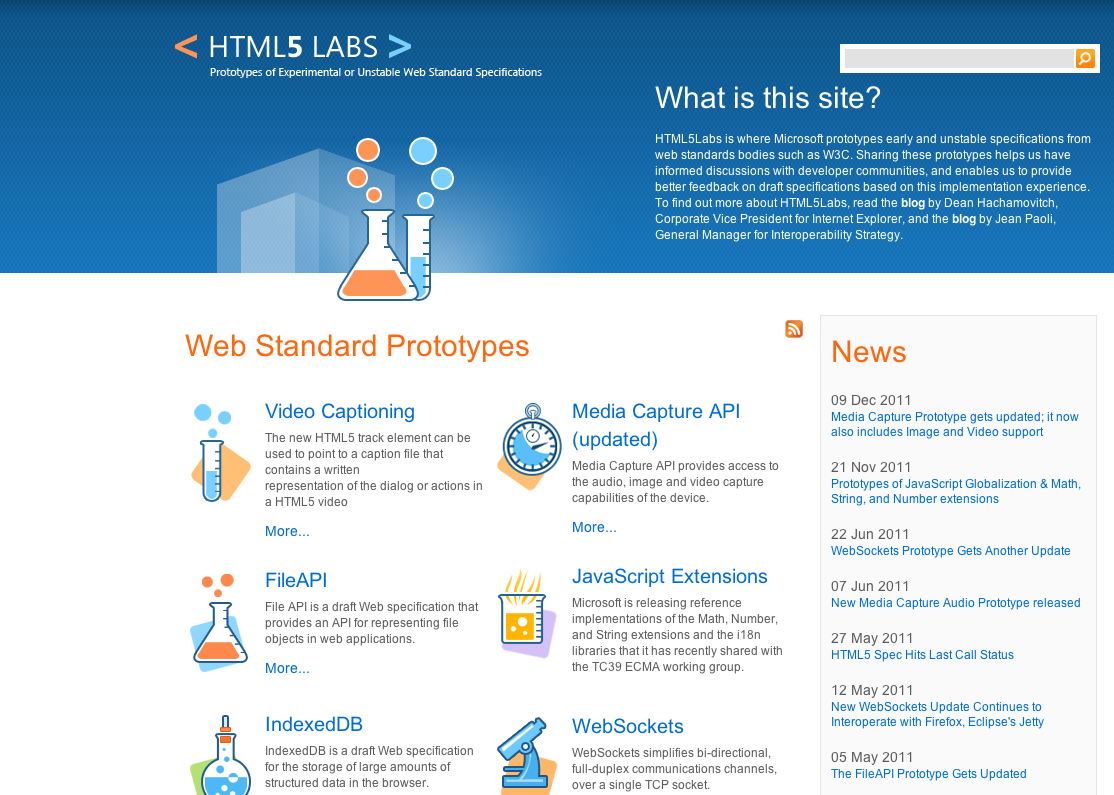 < HTML5 LABS >
Prototypes of Experimental or Unstable Web Standard Specifications
What is this site?
HTML5Labs is where Microsoft prototypes early and unstable specifications from
web standards bodies such as W3C. Sharing these prototypes helps us have
informed discussions with developer communities, and enables us to provide
better feedback on draft specifications based on this implementation experience.
To find out more about HTML5Labs, read the blog by Dean Hachamovitch,
Corporate Vice President for Internet Explorer, and the blog by Jean Paoli,
General Manager for Interoperability Strategy.
Web Standard Prototypes
Video Captioning
The new HTML5 track element can be
used to point to a caption file that
contains a written
representation of the dialog or actions in
a HTML5 video
More...
Media Capture API
(updated)
Media Capture API provides access to
the audio, image and video capture
capabilities of the device.
More...
FileAPI
File API is a draft Web specification that
provides an API for representing file
objects in web applications.
More...
JavaScript Extensions
Microsoft is releasing reference
implementations of the Math, Number,
and String extensions and the i18n
libraries that it has recently shared with
the TC39 ECMA working group.
IndexedDB
IndexedDB is a draft Web specification
for the storage of large amounts of
structured data in the browser.
WebSockets
WebSockets simplifies bi-directional,
full-duplex communications channels,
over a single TCP socket.
News
09 Dec 2011
Media Capture Prototype gets updated; it now
also includes Image and Video support
21 Nov 2011
Prototypes of JavaScript Globalization & Math,
String, and Number extensions
22 Jun 2011
WebSockets Prototype Gets Another Update
07 Jun 2011
New Media Capture Audio Prototype released
27 May 2011
HTML5 Spec Hits Last Call Status
12 May 2011
New WebSockets Update Continues to
Interoperate with Firefox, Eclipse's Jetty
05 May 2011
The FileAPI Prototype Gets Updated